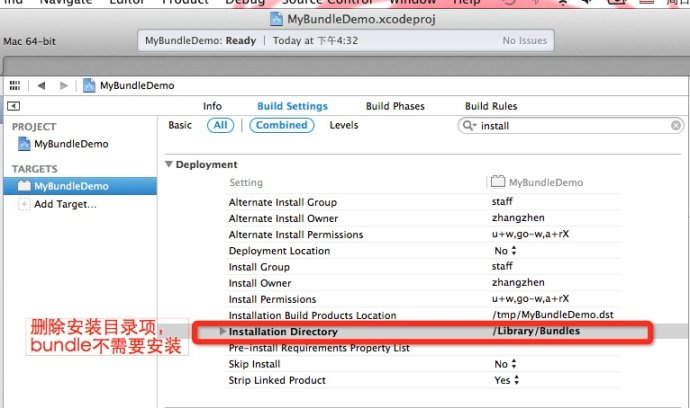 Navigate Editor Product Debug Source Control Window Help
MyBundleDemo.xcodeproj
Mac 64-bit
MyBundleDemo: Ready | Today at 下午4:32
No Issues
MyBundleDemo
Info Build Settings Build Phases Build Rules
Basic All Combined Levels
install
PROJECT
MyBundleDemo
TARGETS
MyBundleDemo
Add Target...
Deployment
Setting MyBundleDemo
Alternate Install Group staff
Alternate Install Owner zhangzhen
Alternate Install Permissions u+w,go-w,a+rX
Deployment Location No
Install Group staff
Install Owner zhangzhen
Install Permissions u+w,go-w,a+rX
Installation Build Products Location /tmp/MyBundleDemo.dst
Installation Directory /Library/Bundles
Pre-install Requirements Property List
Skip Install No
Strip Linked Product Yes
删除安装目录项，
bundle不需要安装